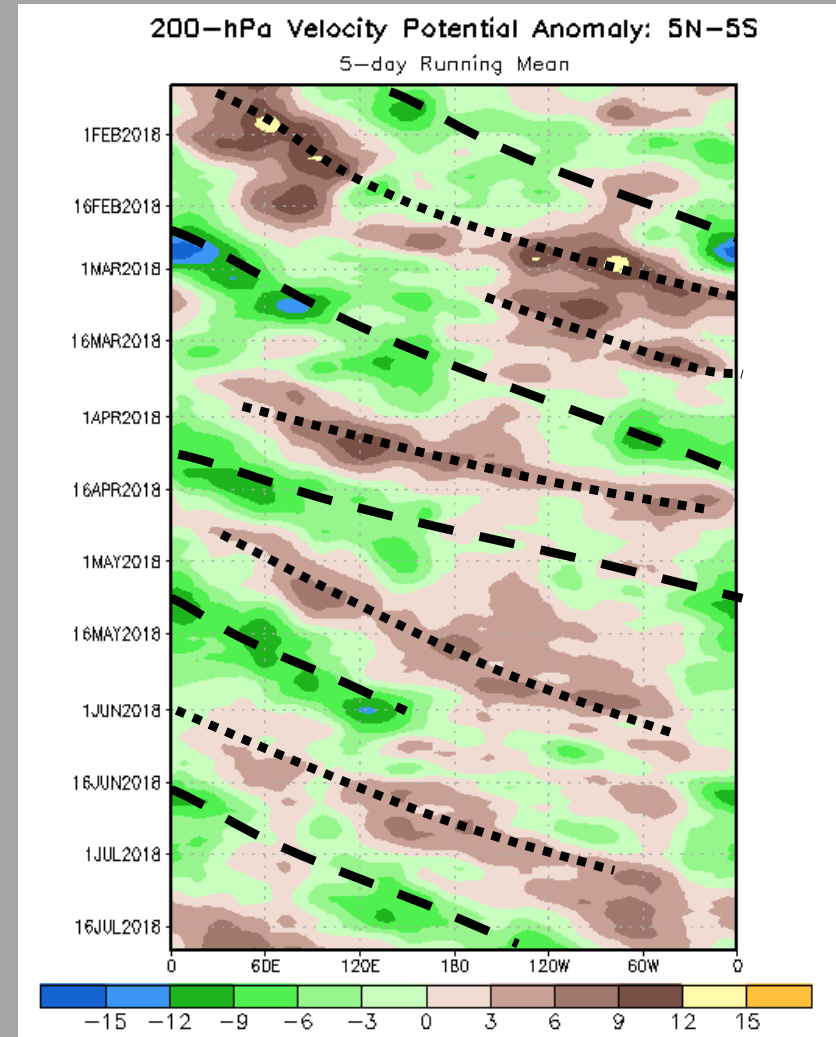 200-hPa Velocity Potential Anomaly: 5N-5S
5-day Running Mean
1FEB2018
16FEB2018
1MAR2018
16MAR2018
1APR2018
16APR2018
1MAY2018
16MAY2018
1JUN2018
16JUN2018
1JUL2018
16JUL2018
0 60E 120E 180 120W 60W 0
-15 -12 -9 -6 -3 0 3 6 9 12 15